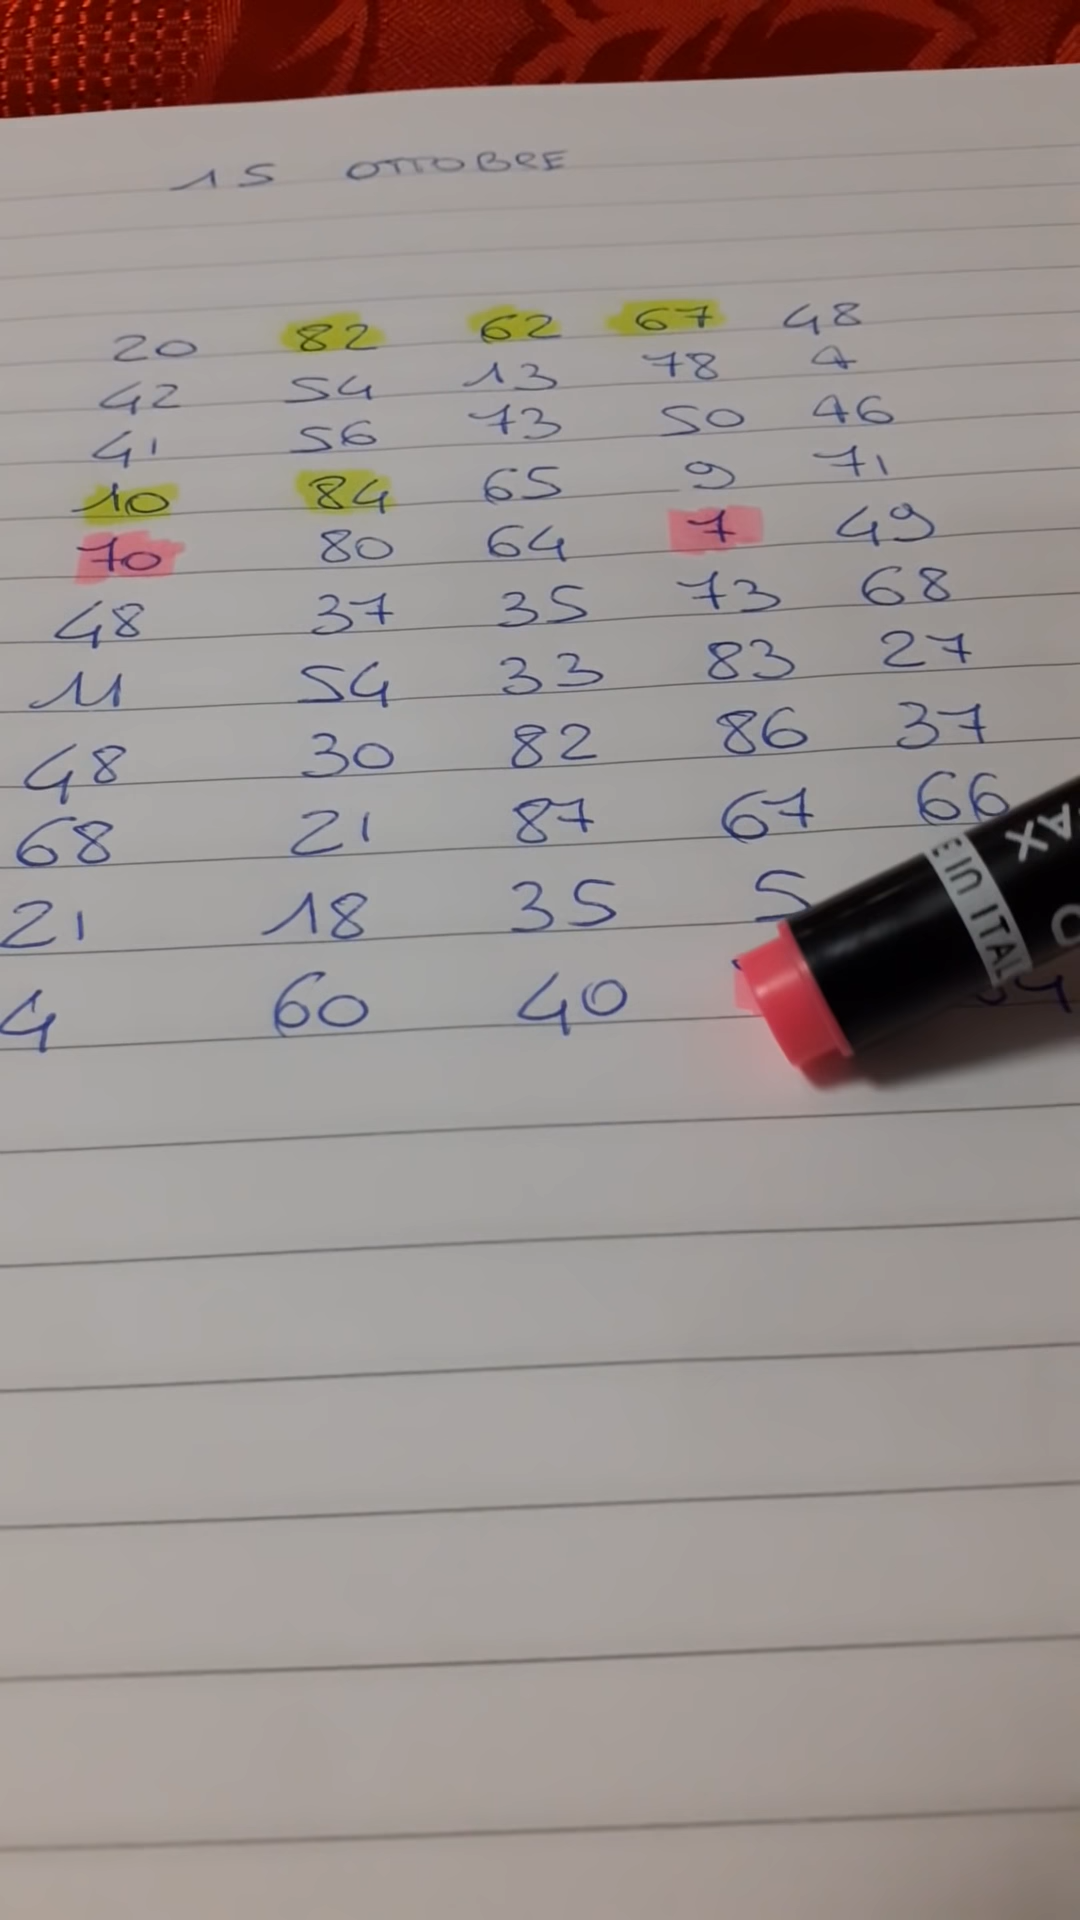 15 OTTOBRE
20 82 62 67 48
42 54 13 78 4
41 56 73 50 46
10 84 65 9 71
70 80 64 7 49
48 37 35 73 68
11 54 33 83 27
48 30 82 86 37
68 21 87 67 66
21 18 35 5
4 60 40